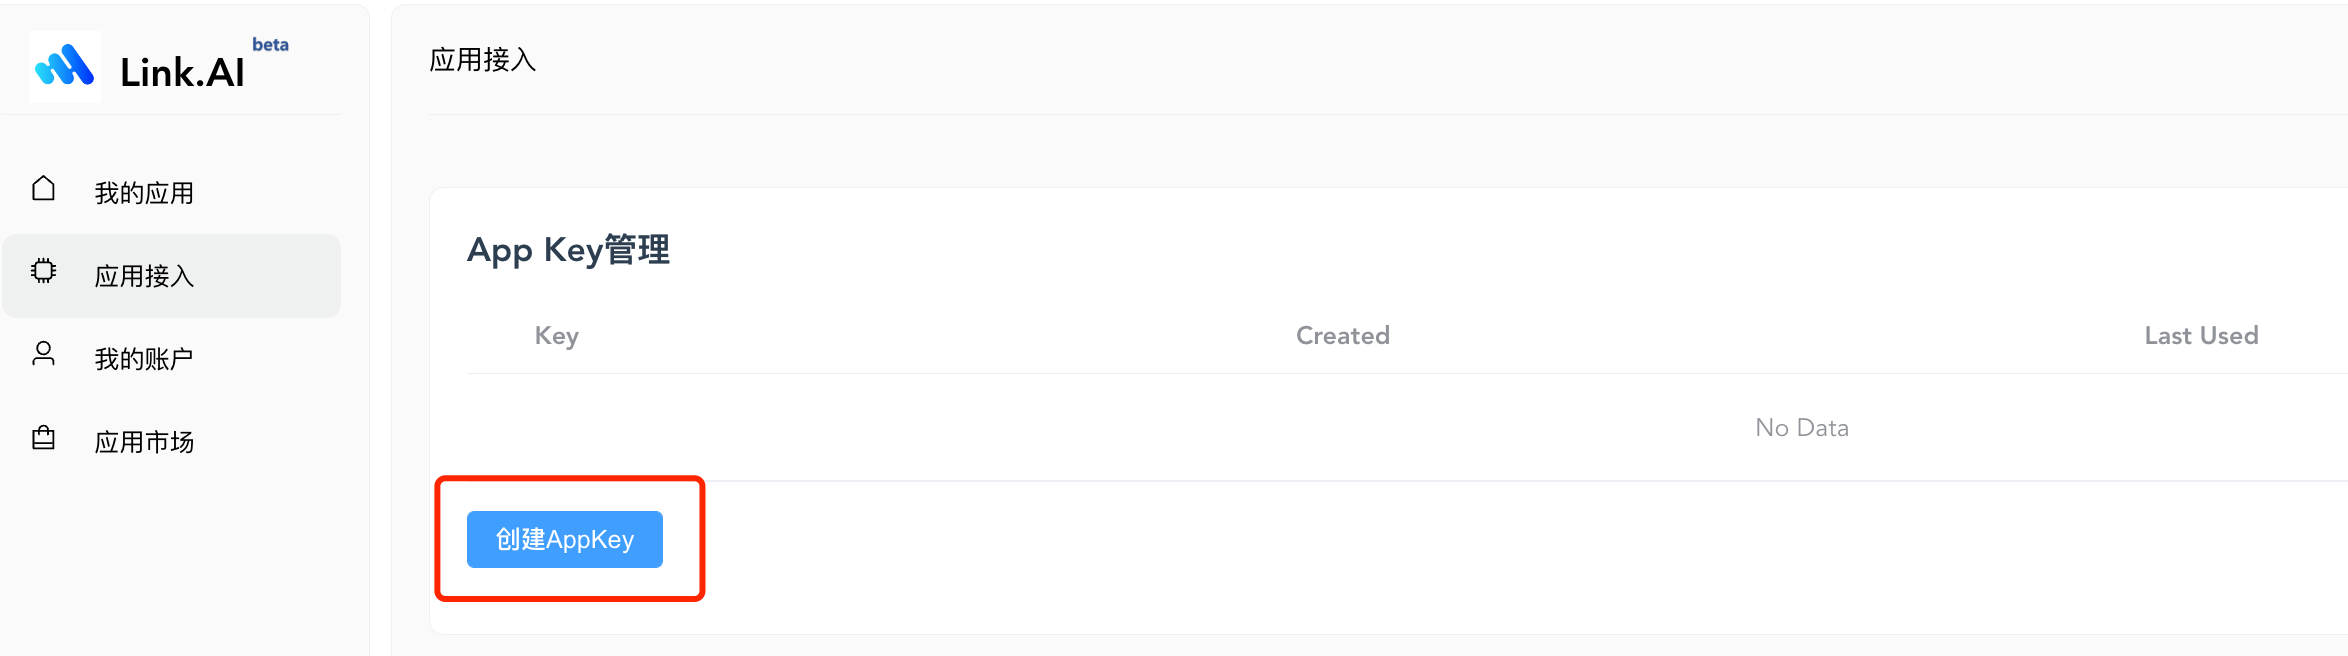 Link.AI beta
我的应用
应用接入
我的账户
应用市场
应用接入
App Key管理
Key Created Last Used
No Data
创建AppKey